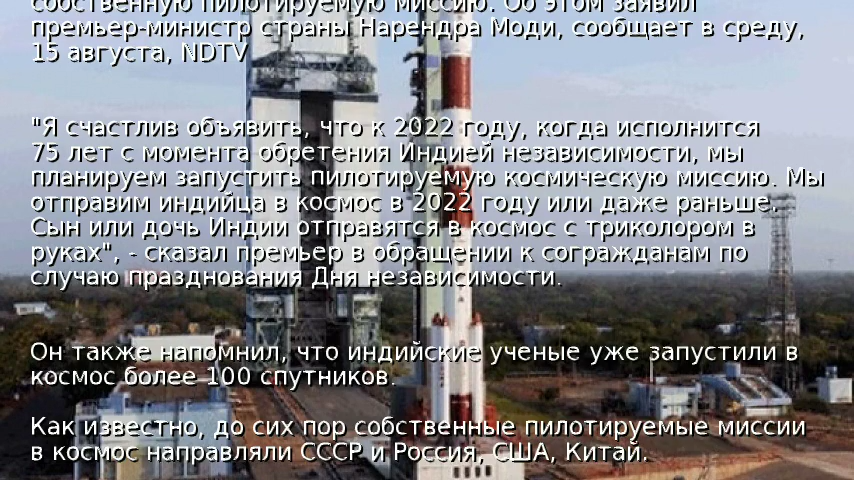 собственную пилотируемую миссию. Об этом заявил
премьер-министр страны Нарендра Моди, сообщает в среду,
15 августа, NDTV
"Я счастлив объявить, что к 2022 году, когда исполнится
75 лет с момента обретения Индией независимости, мы
планируем запустить пилотируемую космическую миссию. Мы
отправим индийца в космос в 2022 году или даже раньше.
Сын или дочь Индии отправятся в космос с триколором в
руках", - сказал премьер в обращении к согражданам по
случаю празднования Дня независимости.
Он также напомнил, что индийские ученые уже запустили в
космос более 100 спутников.
Как известно, до сих пор собственные пилотируемые миссии
в космос направляли СССР и Россия, США, Китай.